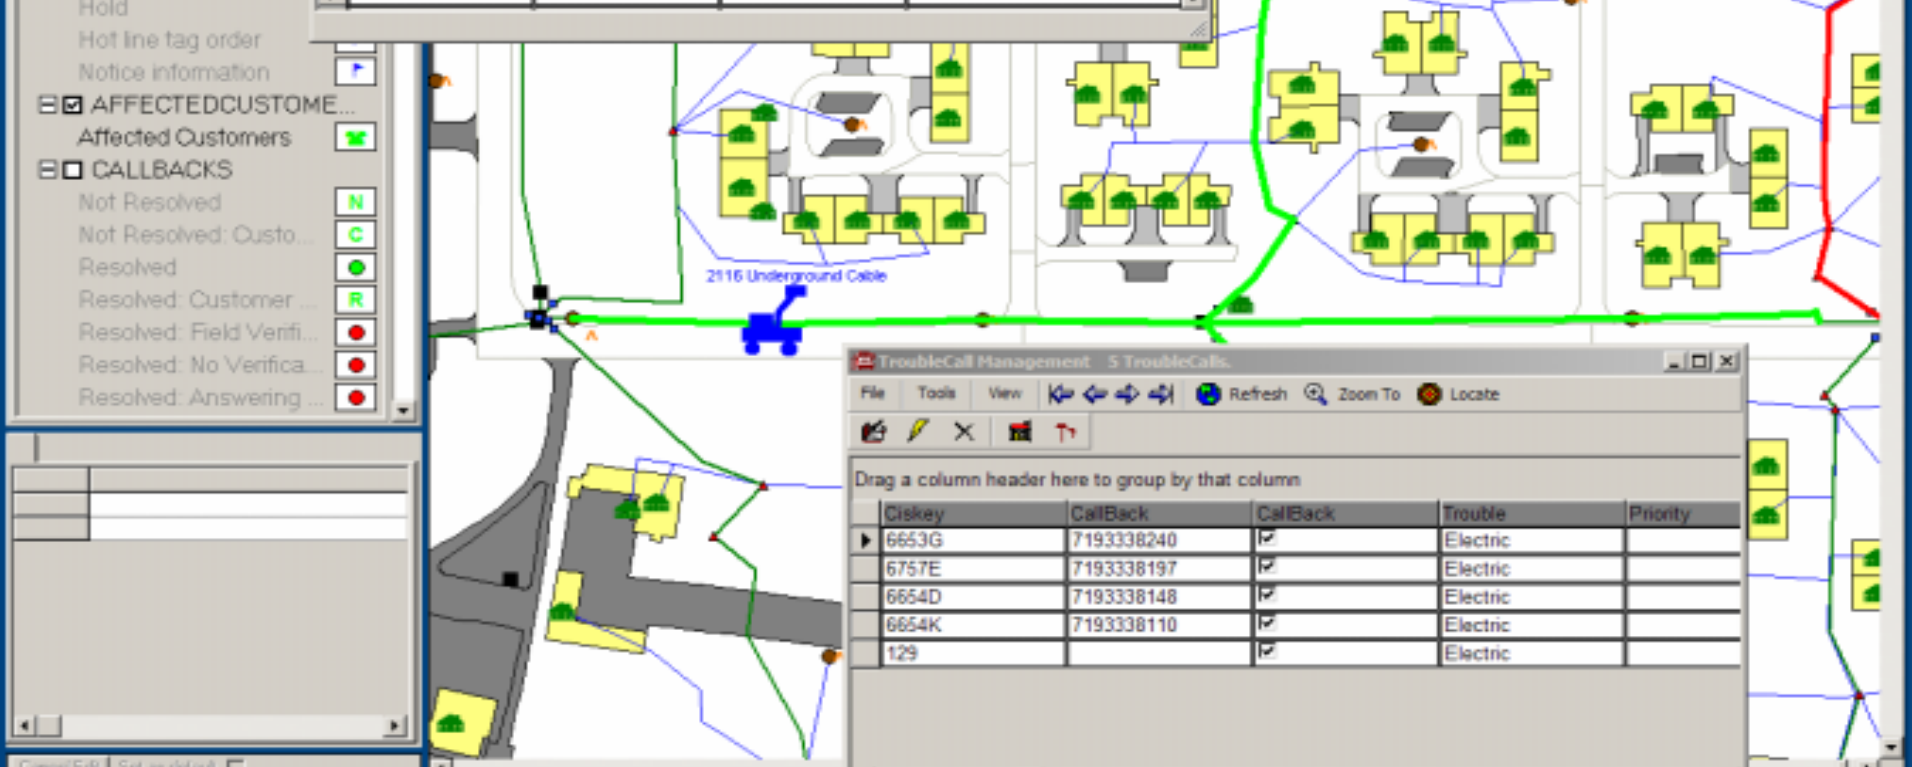 Hold
Hot line tag order
Notice information
AFFECTEDCUSTOME...
Affected Customers
CALLBACKS
Not Resolved N
Not Resolved: Custo... C
Resolved
Resolved: Customer ... R
Resolved: Field Verifi...
Resolved: No Verifica...
Resolved: Answering ...
2116 Underground Cable
A
TroubleCall Management 5 TroubleCalls.
File Tools View Refresh Zoom To Locate
Drag a column header here to group by that column
Ciskey CallBack CallBack Trouble Priority
6653G 7193338240 Electric
6757E 7193338197 Electric
6654D 7193338148 Electric
6654K 7193338110 Electric
129 Electric